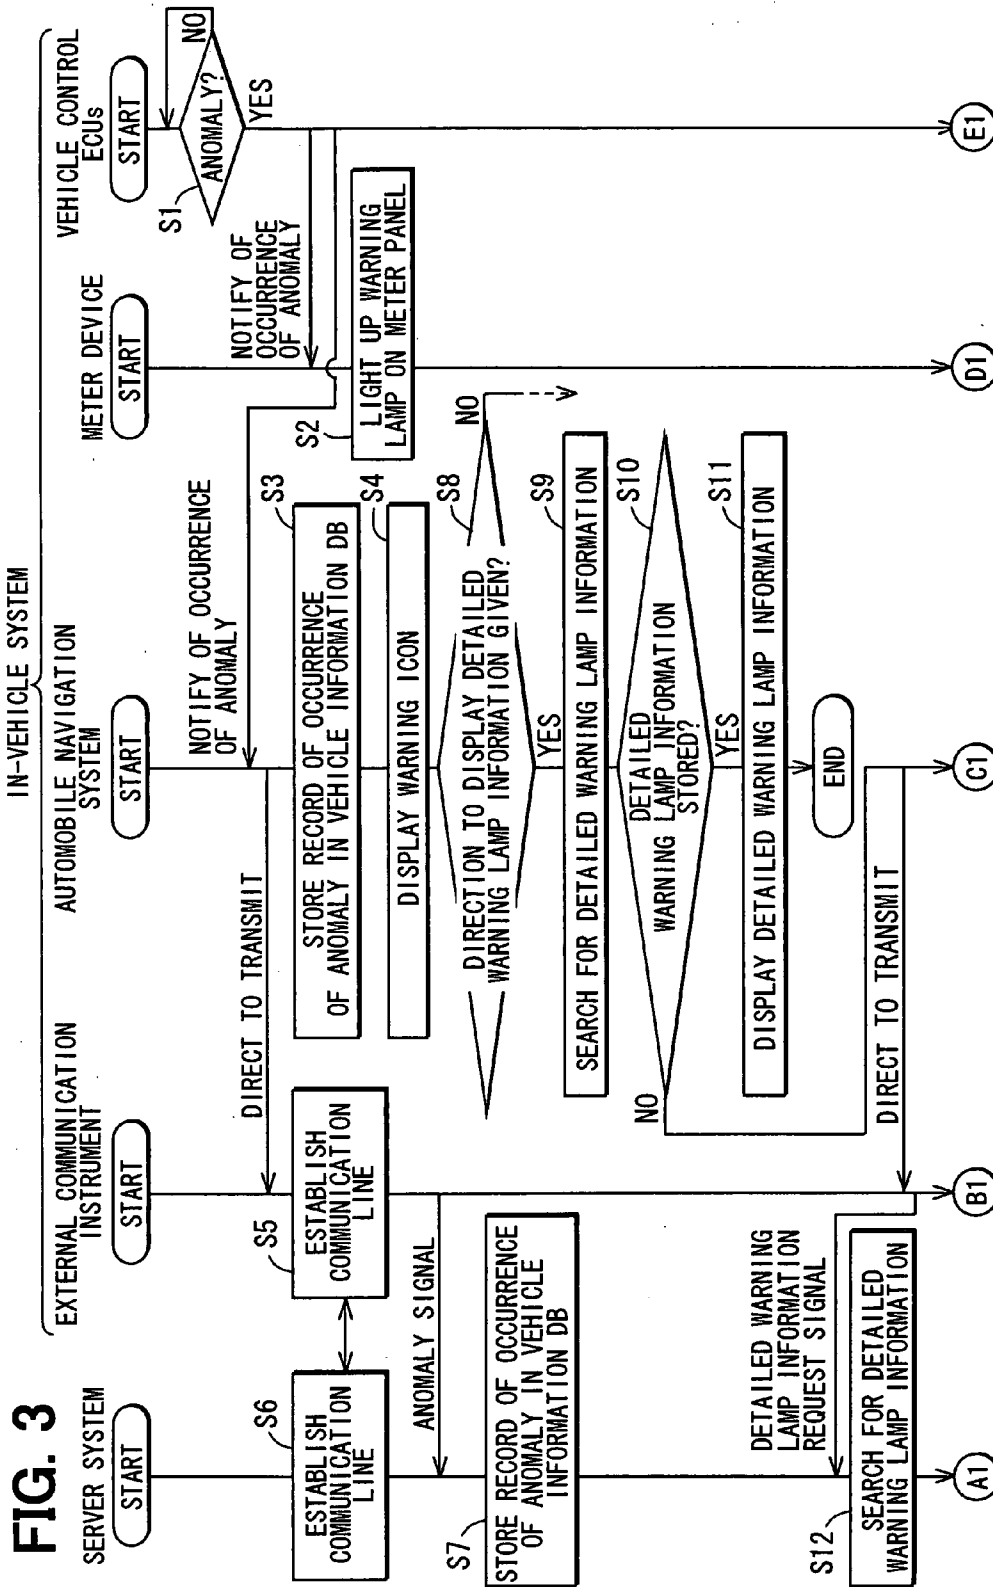 FIG. 3
IN-VEHICLE SYSTEM
SERVER SYSTEM
EXTERNAL COMMUNICATION
INSTRUMENT
AUTOMOBILE NAVIGATION
SYSTEM
METER DEVICE
VEHICLE CONTROL
ECUs
START
START
START
START
START
S1
ANOMALY?
NO
YES
NOTIFY OF
OCCURRENCE
OF ANOMALY
NOTIFY OF OCCURRENCE
OF ANOMALY
DIRECT TO TRANSMIT
S2
LIGHT UP WARNING
LAMP ON METER PANEL
S3
STORE RECORD OF OCCURRENCE
OF ANOMALY IN VEHICLE INFORMATION DB
S4
DISPLAY WARNING ICON
S5
ESTABLISH
COMMUNICATION
LINE
S6
ESTABLISH
COMMUNICATION
LINE
ANOMALY SIGNAL
S7
STORE RECORD OF OCCURRENCE
OF ANOMALY IN VEHICLE
INFORMATION DB
S8
DIRECTION TO DISPLAY DETAILED
WARNING LAMP INFORMATION GIVEN?
NO
YES
S9
SEARCH FOR DETAILED WARNING LAMP INFORMATION
S10
DETAILED
WARNING LAMP INFORMATION
STORED?
NO
YES
S11
DISPLAY DETAILED WARNING LAMP INFORMATION
END
DIRECT TO TRANSMIT
DETAILED WARNING
LAMP INFORMATION
REQUEST SIGNAL
S12
SEARCH FOR DETAILED
WARNING LAMP INFORMATION
A1
B1
C1
D1
E1